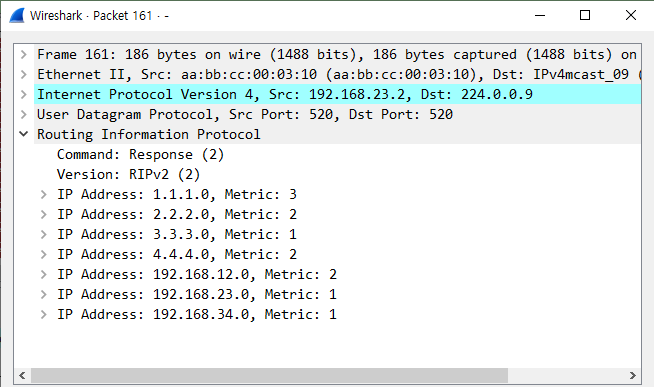 Wireshark · Packet 161 · -
Frame 161: 186 bytes on wire (1488 bits), 186 bytes captured (1488 bits) on
Ethernet II, Src: aa:bb:cc:00:03:10 (aa:bb:cc:00:03:10), Dst: IPv4mcast_09 (
Internet Protocol Version 4, Src: 192.168.23.2, Dst: 224.0.0.9
User Datagram Protocol, Src Port: 520, Dst Port: 520
Routing Information Protocol
Command: Response (2)
Version: RIPv2 (2)
IP Address: 1.1.1.0, Metric: 3
IP Address: 2.2.2.0, Metric: 2
IP Address: 3.3.3.0, Metric: 1
IP Address: 4.4.4.0, Metric: 2
IP Address: 192.168.12.0, Metric: 2
IP Address: 192.168.23.0, Metric: 1
IP Address: 192.168.34.0, Metric: 1